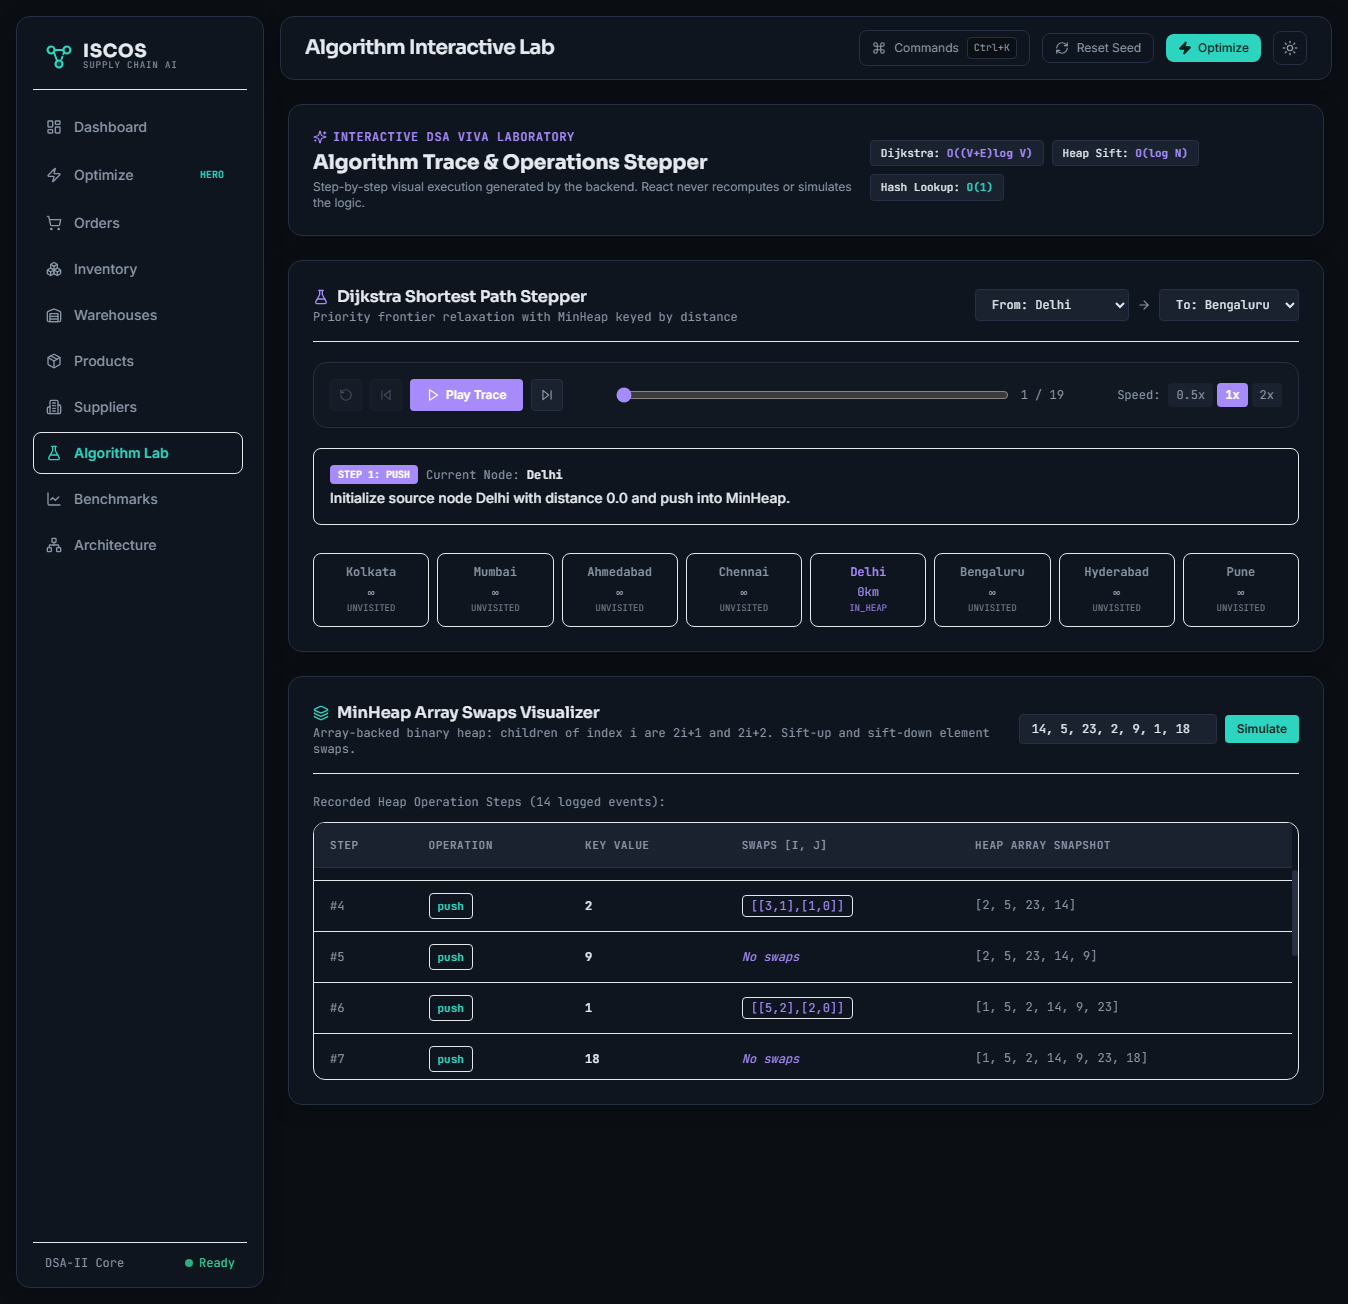 ISCOS
SUPPLY CHAIN AI
Dashboard
Optimize HERO
Orders
Inventory
Warehouses
Products
Suppliers
Algorithm Lab
Benchmarks
Architecture
DSA-II Core Ready
Algorithm Interactive Lab
Commands Ctrl+K Reset Seed Optimize
INTERACTIVE DSA VIVA LABORATORY
Algorithm Trace & Operations Stepper
Step-by-step visual execution generated by the backend. React never recomputes or simulates
the logic.
Dijkstra: O((V+E)log V) Heap Sift: O(log N)
Hash Lookup: O(1)
Dijkstra Shortest Path Stepper
Priority frontier relaxation with MinHeap keyed by distance
From: Delhi → To: Bengaluru
Play Trace 1 / 19 Speed: 0.5x 1x 2x
STEP 1: PUSH Current Node: Delhi
Initialize source node Delhi with distance 0.0 and push into MinHeap.
Kolkata Mumbai Ahmedabad Chennai Delhi Bengaluru Hyderabad Pune
∞ ∞ ∞ ∞ 0km ∞ ∞ ∞
UNVISITED UNVISITED UNVISITED UNVISITED IN_HEAP UNVISITED UNVISITED UNVISITED
MinHeap Array Swaps Visualizer
Array-backed binary heap: children of index i are 2i+1 and 2i+2. Sift-up and sift-down element
swaps.
14, 5, 23, 2, 9, 1, 18 Simulate
Recorded Heap Operation Steps (14 logged events):
STEP OPERATION KEY VALUE SWAPS [I, J] HEAP ARRAY SNAPSHOT
#4 push 2 [[3,1],[1,0]] [2, 5, 23, 14]
#5 push 9 No swaps [2, 5, 23, 14, 9]
#6 push 1 [[5,2],[2,0]] [1, 5, 2, 14, 9, 23]
#7 push 18 No swaps [1, 5, 2, 14, 9, 23, 18]